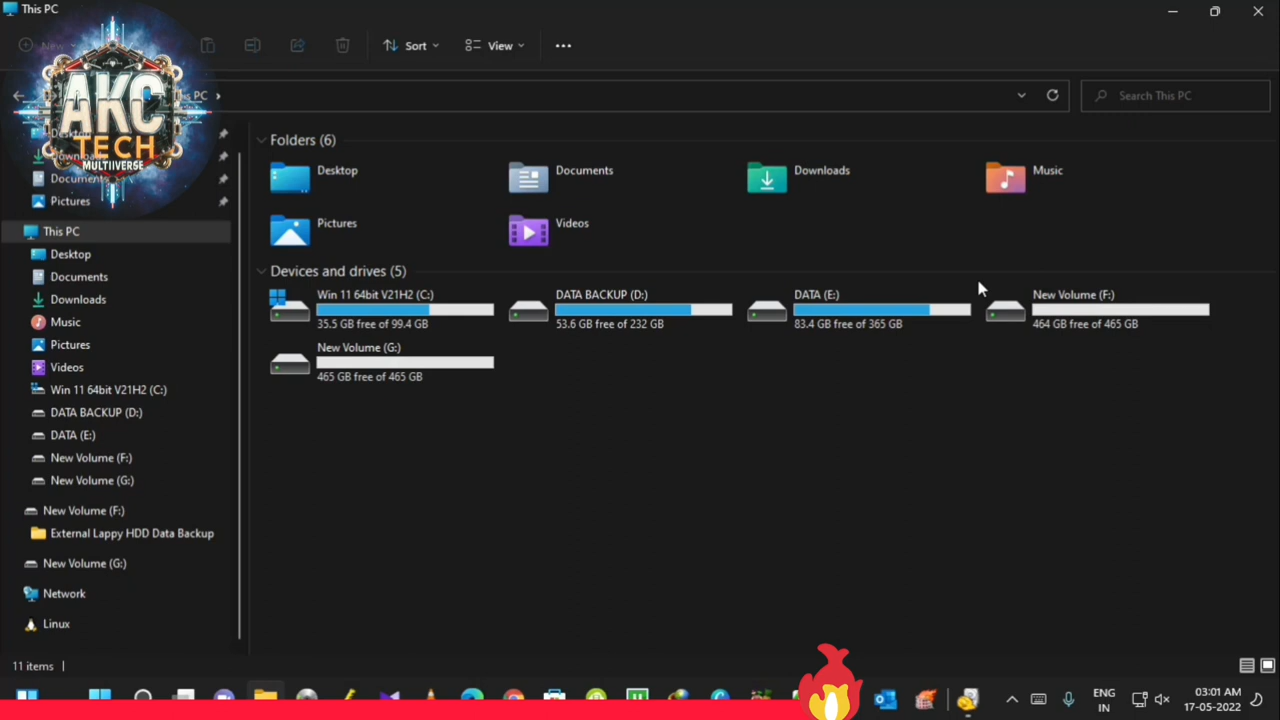 This PC
New
Sort
View
AKC
TECH
MULTIIVERSE
This PC
Search This PC
Desktop
Downloads
Documents
Pictures
This PC
Desktop
Documents
Downloads
Music
Pictures
Videos
Win 11 64bit V21H2 (C:)
DATA BACKUP (D:)
DATA (E:)
New Volume (F:)
New Volume (G:)
New Volume (F:)
External Lappy HDD Data Backup
New Volume (G:)
Network
Linux
Folders (6)
Desktop
Documents
Downloads
Music
Pictures
Videos
Devices and drives (5)
Win 11 64bit V21H2 (C:)
35.5 GB free of 99.4 GB
DATA BACKUP (D:)
53.6 GB free of 232 GB
DATA (E:)
83.4 GB free of 365 GB
New Volume (F:)
464 GB free of 465 GB
New Volume (G:)
465 GB free of 465 GB
11 items
ENG
IN
03:01 AM
17-05-2022